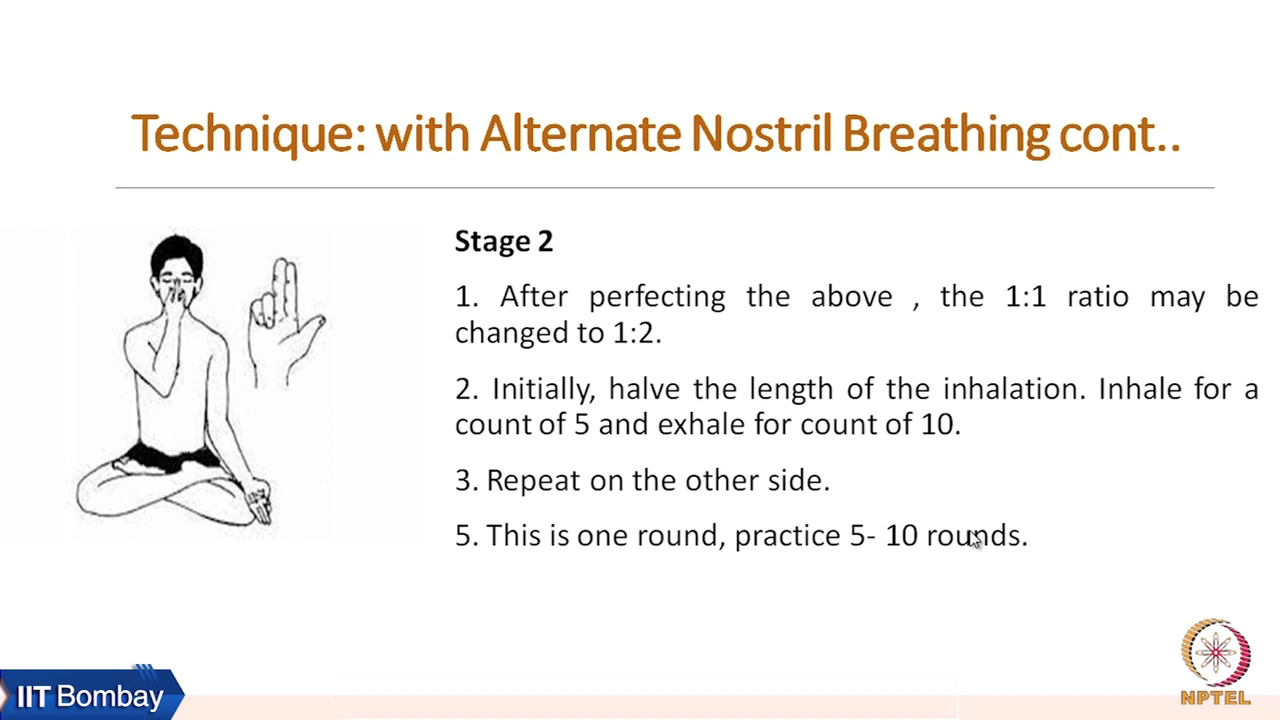 Technique: with Alternate Nostril Breathing cont..
Stage 2
1. After perfecting the above , the 1:1 ratio may be
changed to 1:2.
2. Initially, halve the length of the inhalation. Inhale for a
count of 5 and exhale for count of 10.
3. Repeat on the other side.
5. This is one round, practice 5- 10 rounds.
IIT Bombay
NPTEL